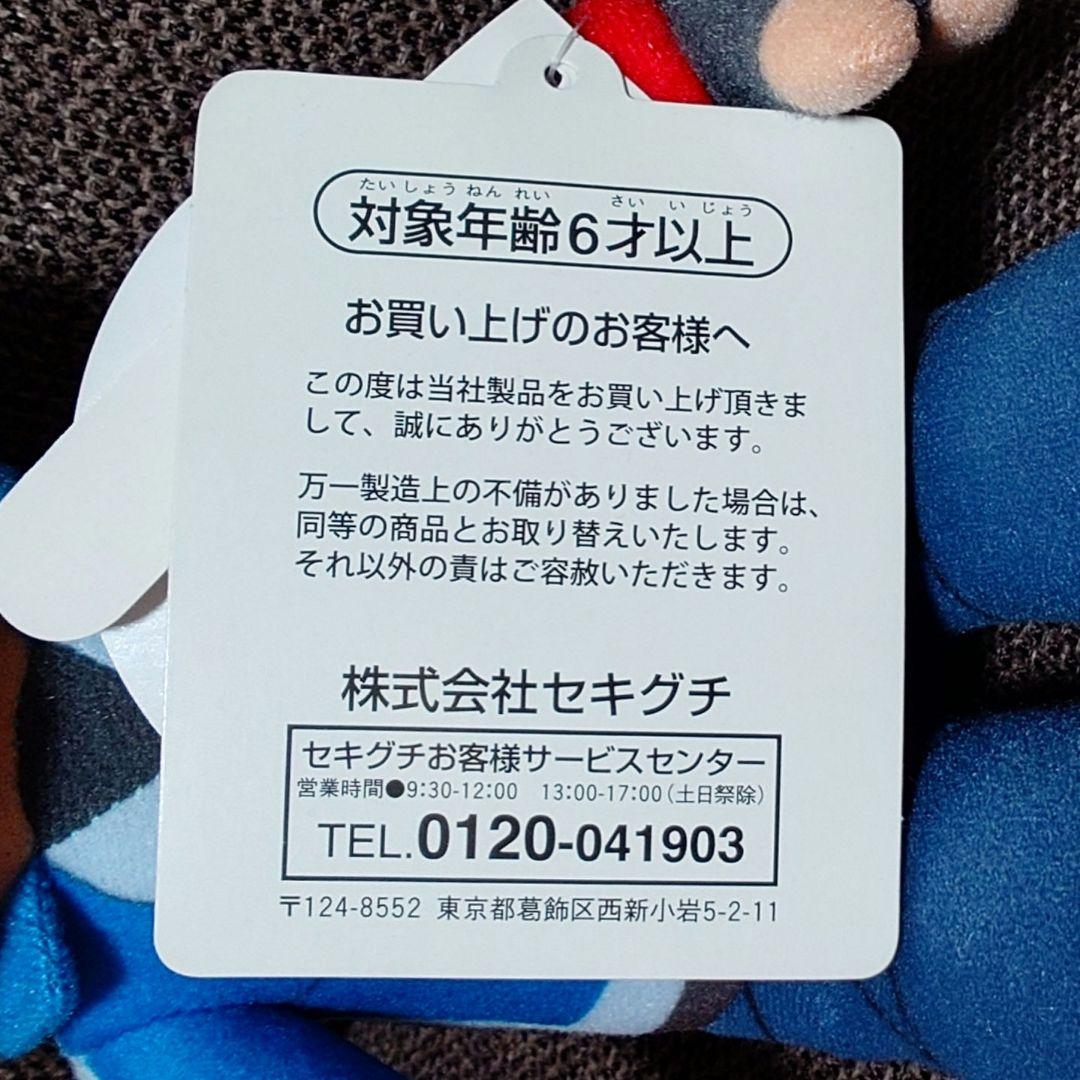 たいしょうねんれい さいいじょう
対象年齢6才以上
お買い上げのお客様へ
この度は当社製品をお買い上げ頂きま
して、誠にありがとうございます。
万一製造上の不備がありました場合は、
同等の商品とお取り替えいたします。
それ以外の責はご容赦いただきます。
株式会社セキグチ
セキグチお客様サービスセンター
営業時間●9:30-12:00 13:00-17:00(土日祭除)
TEL.0120-041903
〒124-8552 東京都葛飾区西新小岩5-2-11